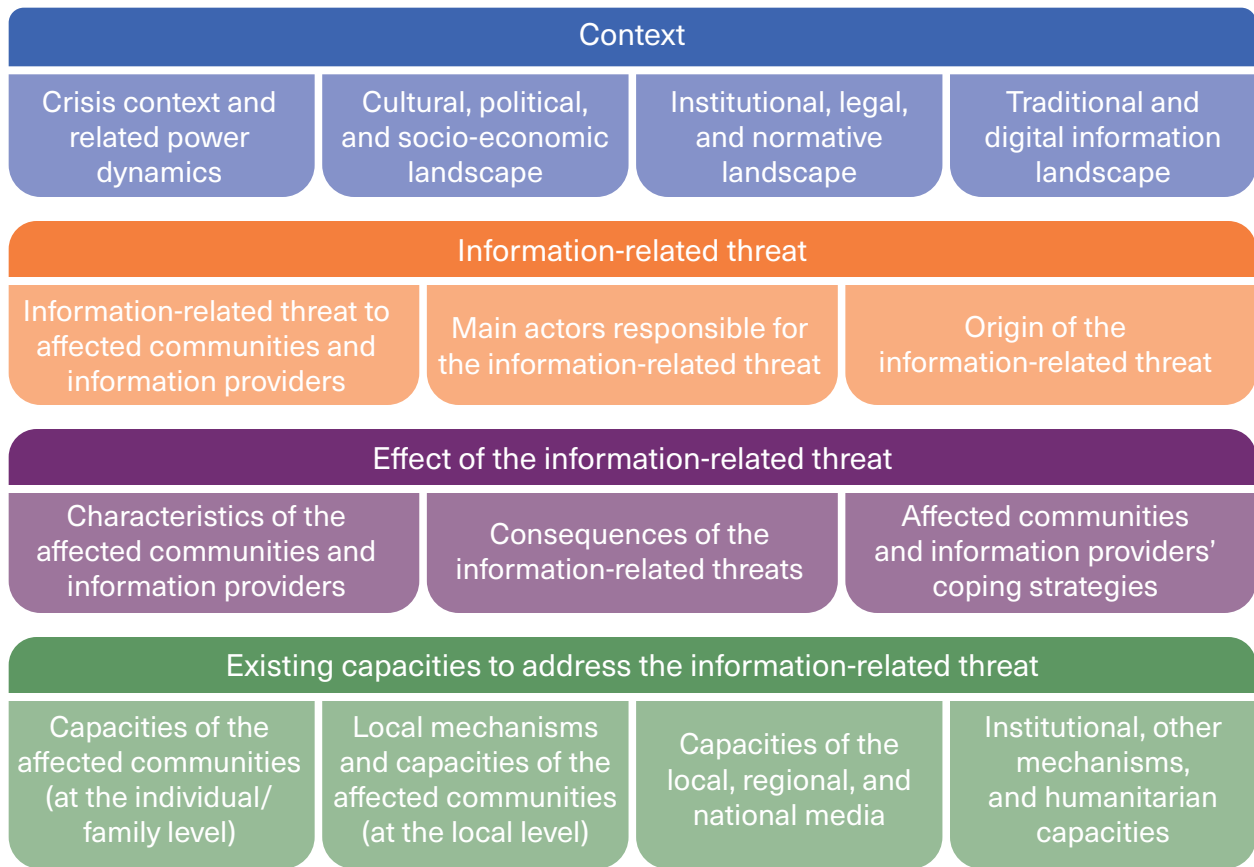 Context
Crisis context and
related power
dynamics
Cultural, political,
and socio-economic
landscape
Institutional, legal,
and normative
landscape
Traditional and
digital information
landscape
Information-related threat
Information-related threat to
affected communities and
information providers
Main actors responsible for
the information-related threat
Origin of the
information-related threat
Effect of the information-related threat
Characteristics of the
affected communities and
information providers
Consequences of the
information-related threats
Affected communities
and information providers’
coping strategies
Existing capacities to address the information-related threat
Capacities of the
affected communities
(at the individual/
family level)
Local mechanisms
and capacities of the
affected communities
(at the local level)
Capacities of the
local, regional, and
national media
Institutional, other
mechanisms,
and humanitarian
capacities